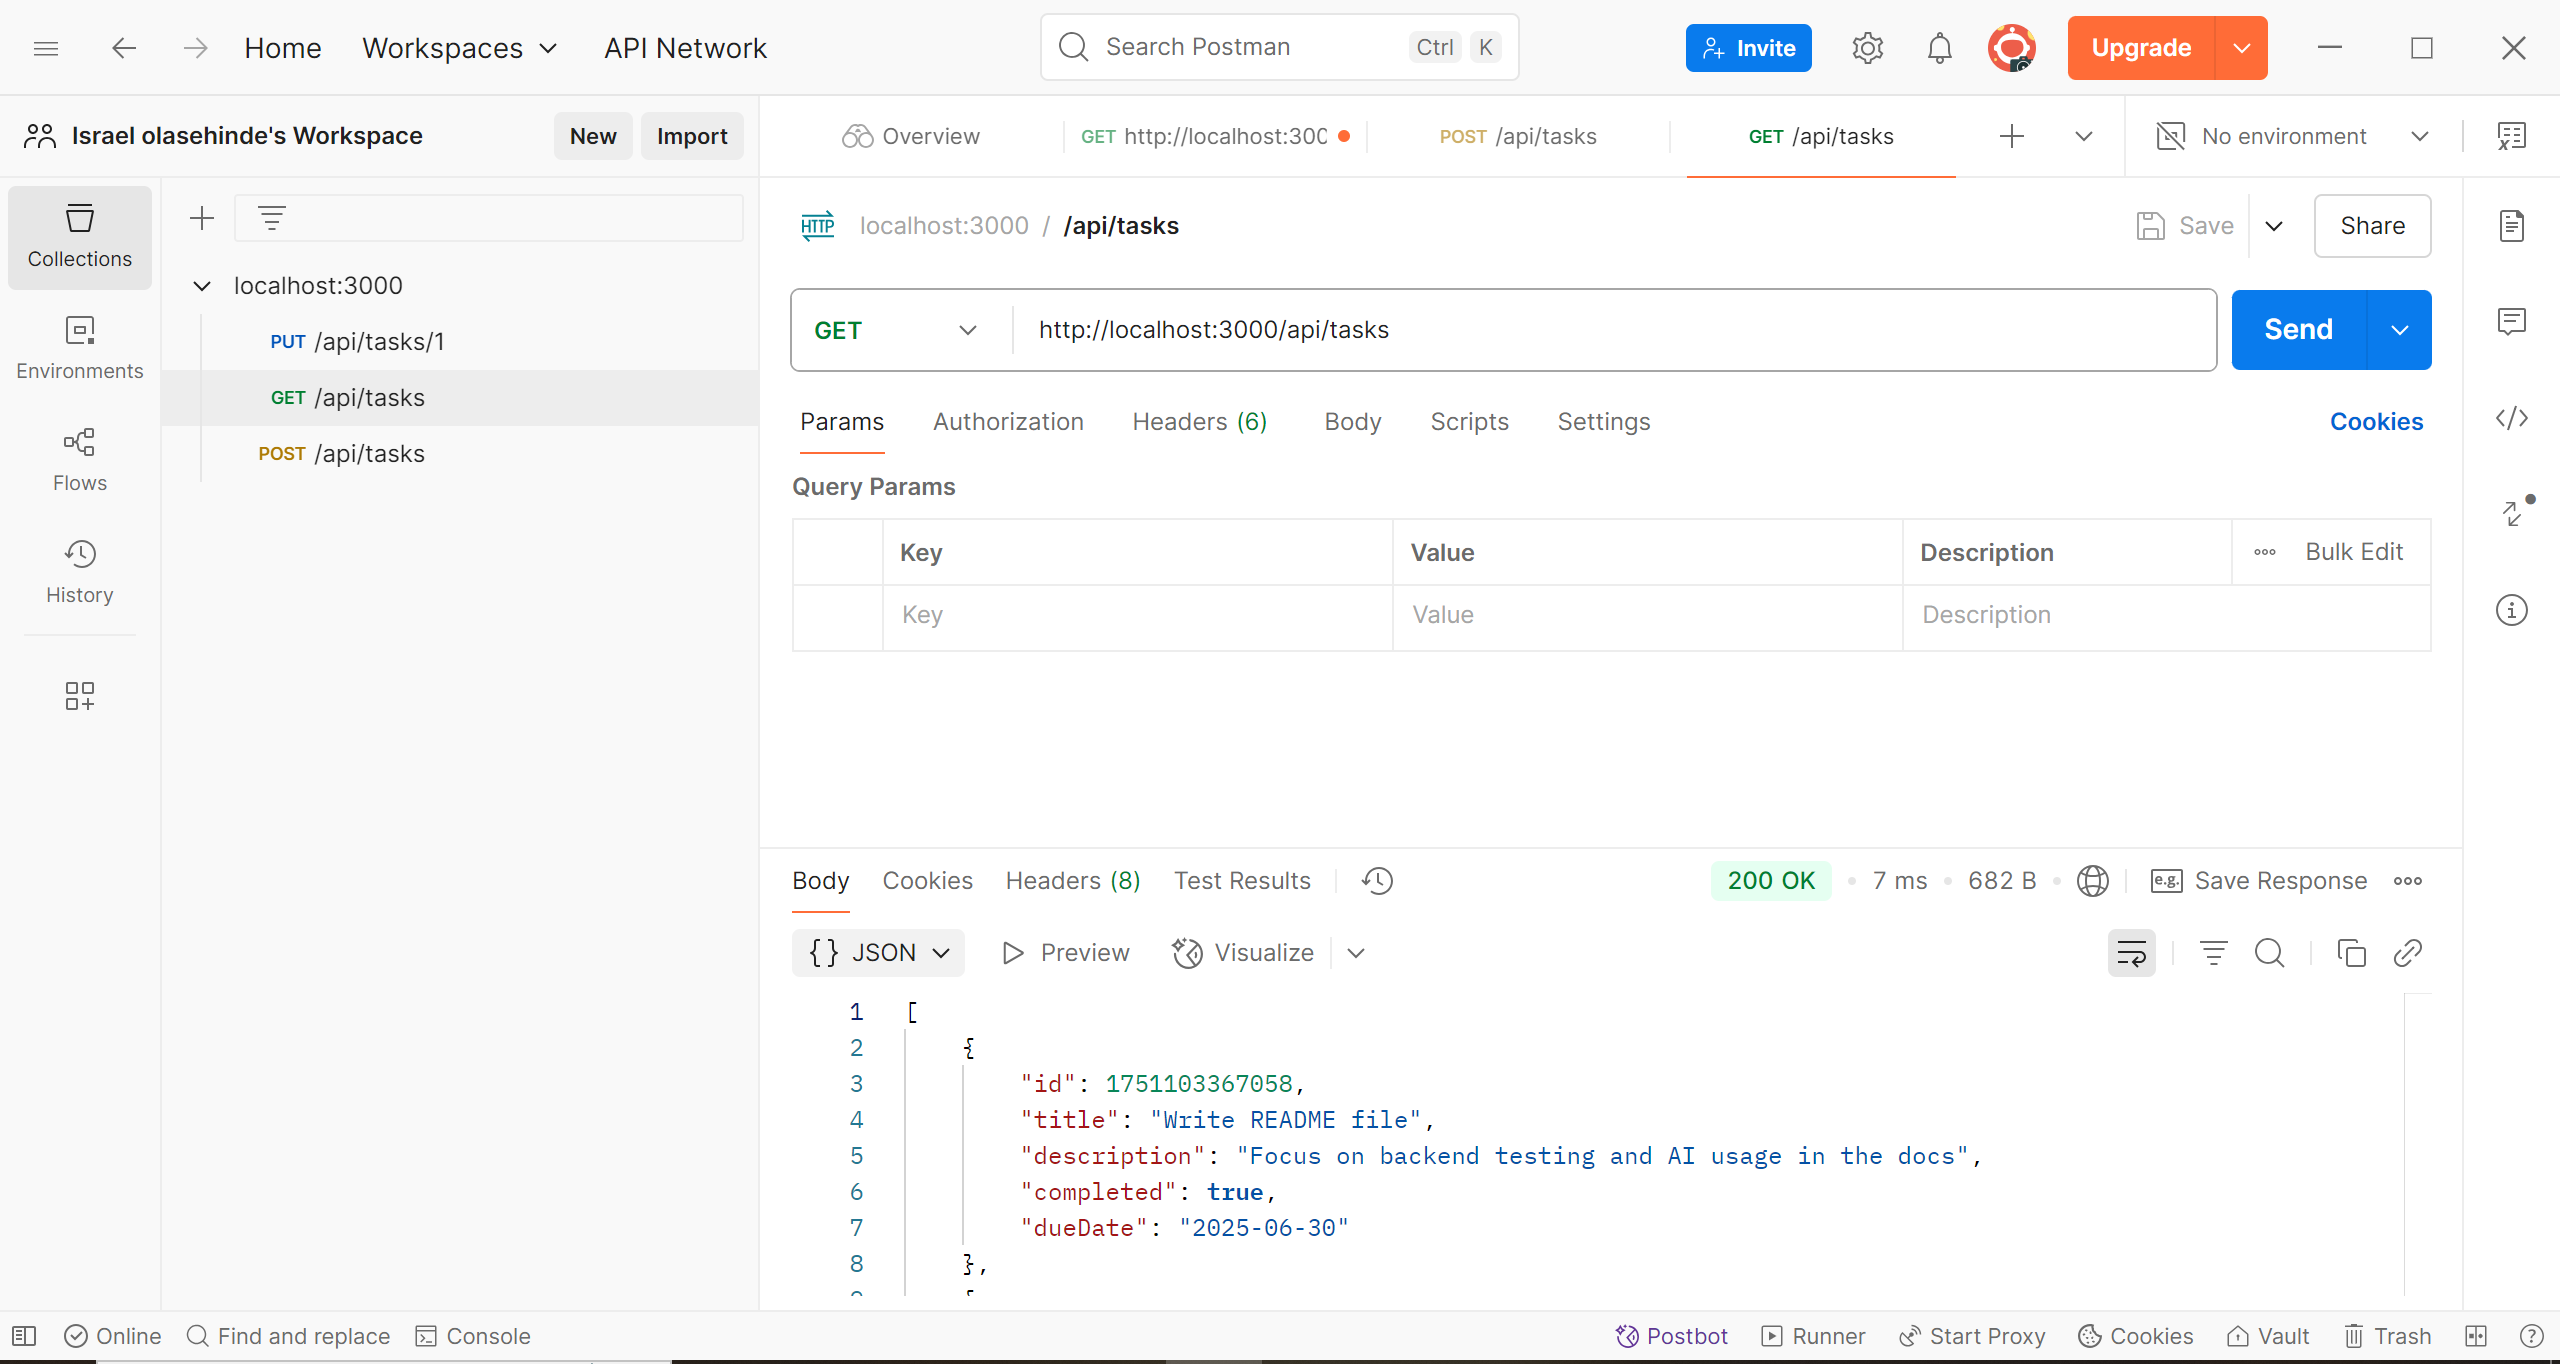 Home
Workspaces
API Network
Search Postman
Ctrl
K
Invite
Upgrade
Israel olasehinde's Workspace
New
Import
Overview
GET http://localhost:300
POST /api/tasks
GET /api/tasks
No environment
Collections
Environments
Flows
History
localhost:3000
PUT /api/tasks/1
GET /api/tasks
POST /api/tasks
HTTP
localhost:3000 / /api/tasks
Save
Share
GET
http://localhost:3000/api/tasks
Send
Params
Authorization
Headers (6)
Body
Scripts
Settings
Cookies
Query Params
Key
Value
Description
Bulk Edit
Key
Value
Description
Body
Cookies
Headers (8)
Test Results
200 OK
7 ms
682 B
e.g.
Save Response
{} JSON
Preview
Visualize
1 [
2 {
3 "id": 1751103367058,
4 "title": "Write README file",
5 "description": "Focus on backend testing and AI usage in the docs",
6 "completed": true,
7 "dueDate": "2025-06-30"
8 },
Online
Find and replace
Console
Postbot
Runner
Start Proxy
Cookies
Vault
Trash